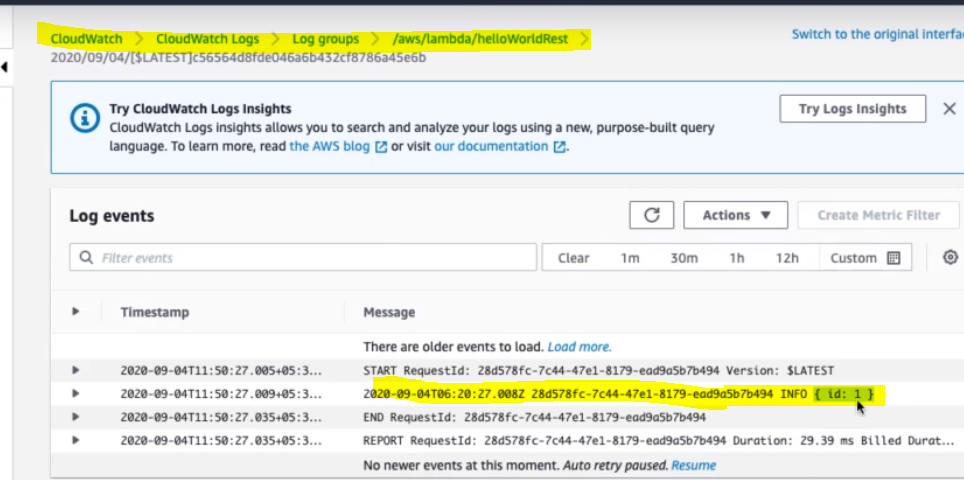 CloudWatch > CloudWatch Logs > Log groups > /aws/lambda/helloWorldRest >
Switch to the original interfac
2020/09/04/[$LATEST]c56564d8fde046a6b432cf8786a45e6b
Try CloudWatch Logs Insights
CloudWatch Logs insights allows you to search and analyze your logs using a new, purpose-built query
language. To learn more, read the AWS blog or visit our documentation.
Try Logs Insights
Log events
Actions
Create Metric Filter
Filter events
Clear 1m 30m 1h 12h Custom
Timestamp Message
There are older events to load. Load more.
2020-09-04T11:50:27.005+05:3... START RequestId: 28d578fc-7c44-47e1-8179-ead9a5b7b494 Version: $LATEST
2020-09-04T11:50:27.009+05:3... 2020-09-04T06:20:27.008Z 28d578fc-7c44-47e1-8179-ead9a5b7b494 INFO { id: 1 }
2020-09-04T11:50:27.035+05:3... END RequestId: 28d578fc-7c44-47e1-8179-ead9a5b7b494
2020-09-04T11:50:27.035+05:3... REPORT RequestId: 28d578fc-7c44-47e1-8179-ead9a5b7b494 Duration: 29.39 ms Billed Durat...
No newer events at this moment. Auto retry paused. Resume